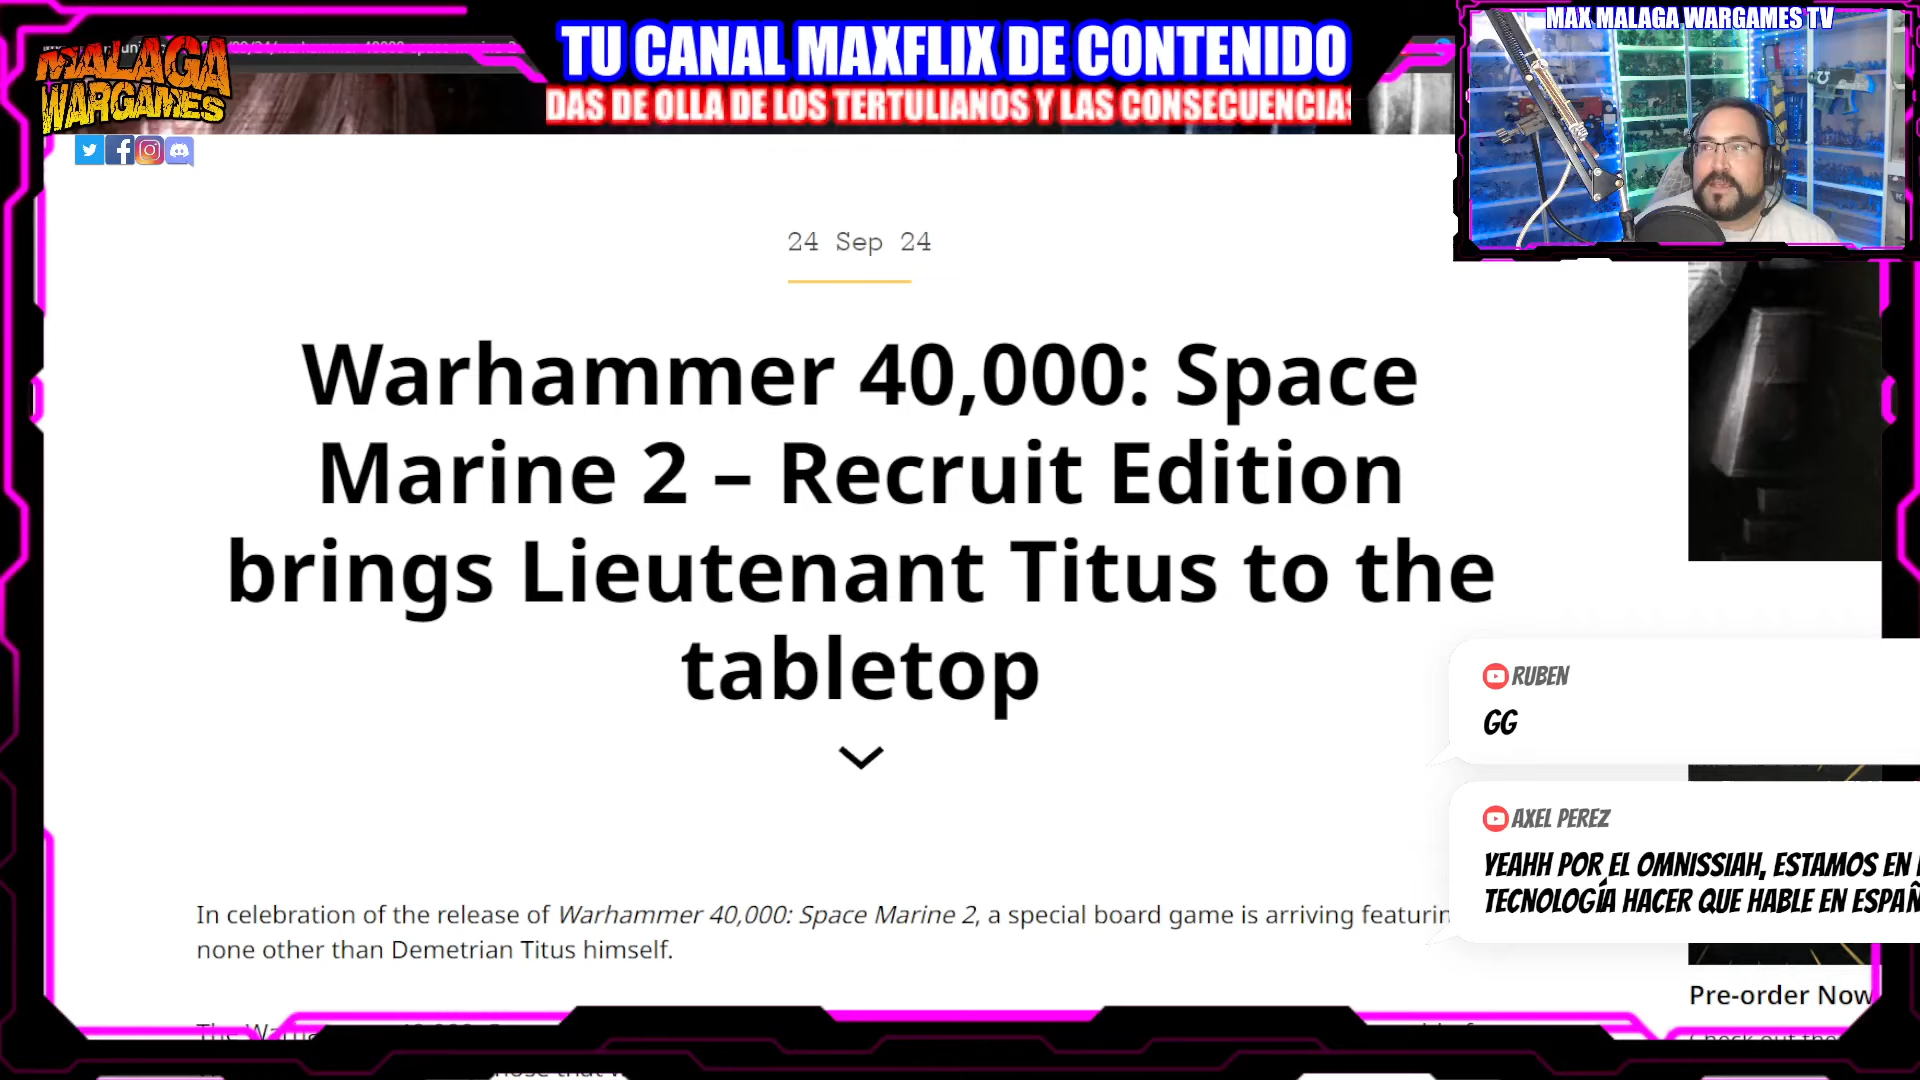 MALAGA
WARGAMES
TU CANAL MAXFLIX DE CONTENIDO
DAS DE OLLA DE LOS TERTULIANOS Y LAS CONSECUENCIAS
MAX MALAGA WARGAMES TV
24 Sep 24
Warhammer 40,000: Space
Marine 2 – Recruit Edition
brings Lieutenant Titus to the
tabletop
In celebration of the release of Warhammer 40,000: Space Marine 2, a special board game is arriving featurin
none other than Demetrian Titus himself.
RUBEN
GG
AXEL PEREZ
YEAHH POR EL OMNISSIAH, ESTAMOS EN
TECNOLOGÍA HACER QUE HABLE EN ESPAÑ
Pre-order Now
Check out the